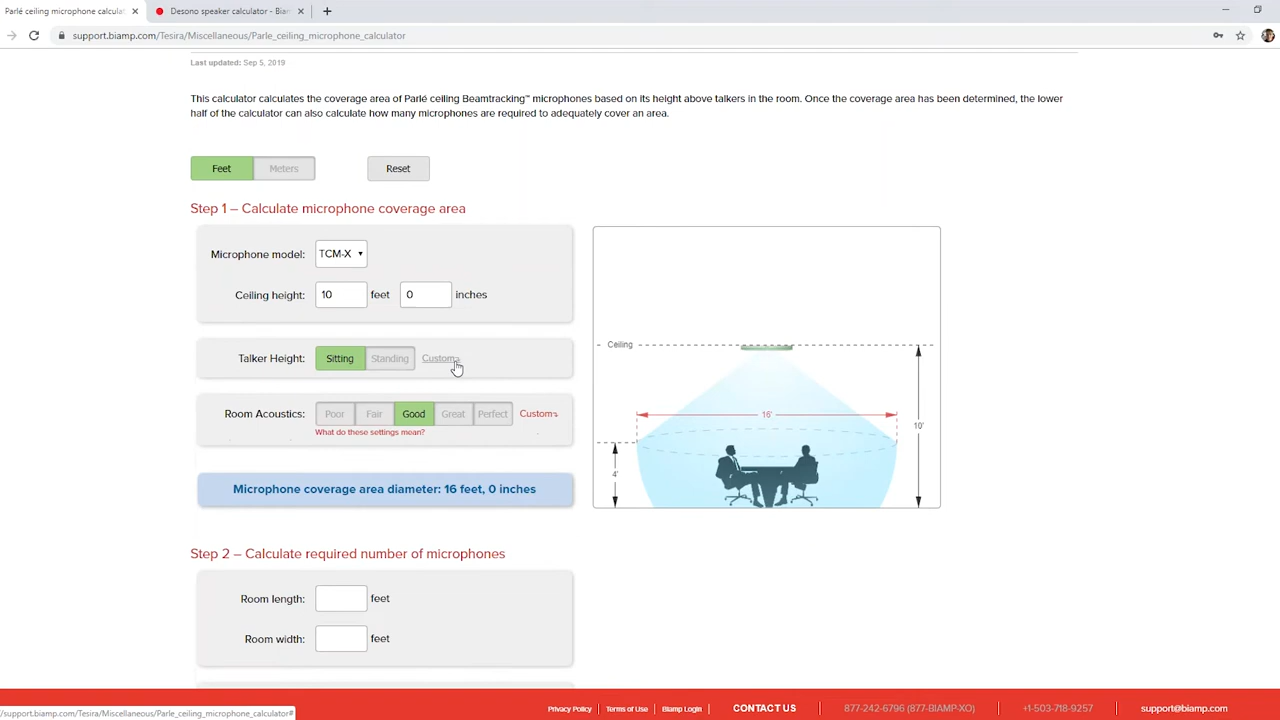 Parlé ceiling microphone calculat
Desono speaker calculator - Biam
support.biamp.com/Tesira/Miscellaneous/Parle_ceiling_microphone_calculator
Last updated: Sep 5, 2019
This calculator calculates the coverage area of Parlé ceiling Beamtracking™ microphones based on its height above talkers in the room. Once the coverage area has been determined, the lower
half of the calculator can also calculate how many microphones are required to adequately cover an area.
Feet Meters Reset
Step 1 – Calculate microphone coverage area
Microphone model: TCM-X
Ceiling height: 10 feet 0 inches
Talker Height: Sitting Standing Custom
Room Acoustics: Poor Fair Good Great Perfect Custom
What do these settings mean?
Microphone coverage area diameter: 16 feet, 0 inches
Ceiling
16'
10'
4'
Step 2 – Calculate required number of microphones
Room length: feet
Room width: feet
Privacy Policy Terms of Use Biamp Login CONTACT US 877-242-6796 (877-BIAMP-XO) +1-503-718-9257 support@biamp.com
/support.biamp.com/Tesira/Miscellaneous/Parle_ceiling_microphone_calculator#